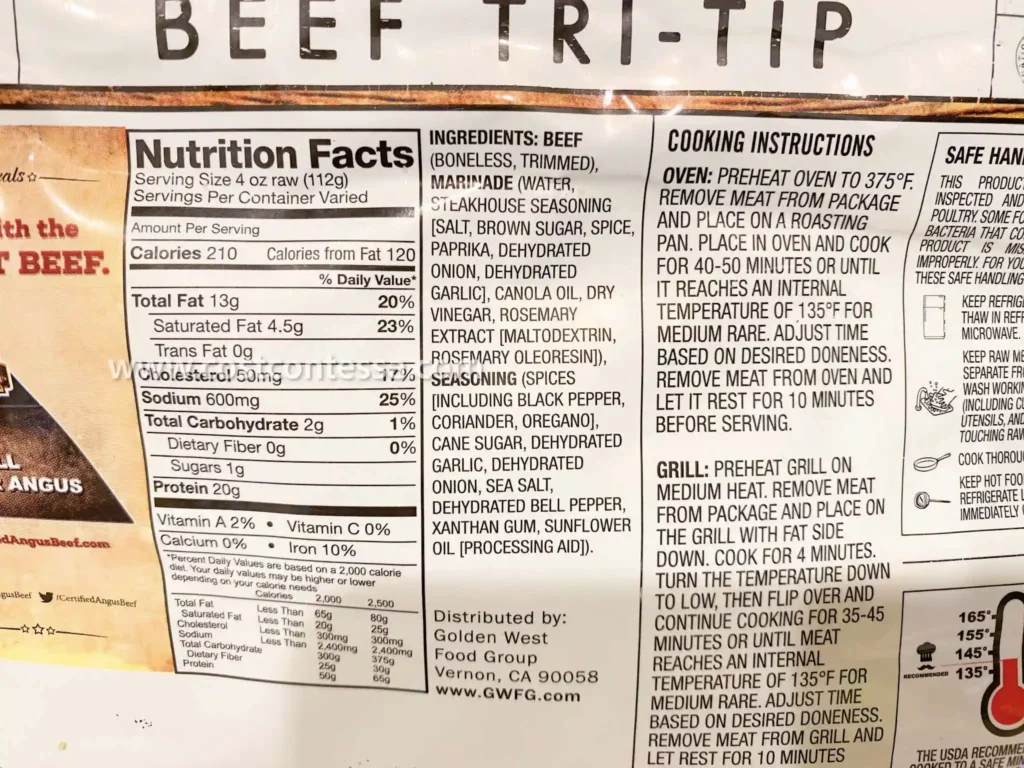 BEEF TRI-TIP
als
ith the
T BEEF.
LL
ANGUS
dAngusBeef.com
gusBeef /CertifiedAngusBeef
Nutrition Facts
Serving Size 4 oz raw (112g)
Servings Per Container Varied
Amount Per Serving
Calories 210 Calories from Fat 120
% Daily Value*
Total Fat 13g 20%
Saturated Fat 4.5g 23%
Trans Fat 0g
Cholesterol 50mg 17%
Sodium 600mg 25%
Total Carbohydrate 2g 1%
Dietary Fiber 0g 0%
Sugars 1g
Protein 20g
Vitamin A 2% • Vitamin C 0%
Calcium 0% • Iron 10%
*Percent Daily Values are based on a 2,000 calorie
diet. Your daily values may be higher or lower
depending on your calorie needs
Calories 2,000 2,500
Total Fat Less Than 65g 80g
Saturated Fat Less Than 20g 25g
Cholesterol Less Than 300mg 300mg
Sodium Less Than 2,400mg 2,400mg
Total Carbohydrate 300g 375g
Dietary Fiber 25g 30g
Protein 50g 65g
www.costcontessa.com
INGREDIENTS: BEEF
(BONELESS, TRIMMED),
MARINADE (WATER,
STEAKHOUSE SEASONING
[SALT, BROWN SUGAR, SPICE,
PAPRIKA, DEHYDRATED
ONION, DEHYDRATED
GARLIC], CANOLA OIL, DRY
VINEGAR, ROSEMARY
EXTRACT [MALTODEXTRIN,
ROSEMARY OLEORESIN]),
SEASONING (SPICES
[INCLUDING BLACK PEPPER,
CORIANDER, OREGANO],
CANE SUGAR, DEHYDRATED
GARLIC, DEHYDRATED
ONION, SEA SALT,
DEHYDRATED BELL PEPPER,
XANTHAN GUM, SUNFLOWER
OIL [PROCESSING AID]).
Distributed by:
Golden West
Food Group
Vernon, CA 90058
www.GWFG.com
COOKING INSTRUCTIONS
OVEN: PREHEAT OVEN TO 375°F.
REMOVE MEAT FROM PACKAGE
AND PLACE ON A ROASTING
PAN. PLACE IN OVEN AND COOK
FOR 40-50 MINUTES OR UNTIL
IT REACHES AN INTERNAL
TEMPERATURE OF 135°F FOR
MEDIUM RARE. ADJUST TIME
BASED ON DESIRED DONENESS.
REMOVE MEAT FROM OVEN AND
LET IT REST FOR 10 MINUTES
BEFORE SERVING.
GRILL: PREHEAT GRILL ON
MEDIUM HEAT. REMOVE MEAT
FROM PACKAGE AND PLACE ON
THE GRILL WITH FAT SIDE
DOWN. COOK FOR 4 MINUTES.
TURN THE TEMPERATURE DOWN
TO LOW, THEN FLIP OVER AND
CONTINUE COOKING FOR 35-45
MINUTES OR UNTIL MEAT
REACHES AN INTERNAL
TEMPERATURE OF 135°F FOR
MEDIUM RARE. ADJUST TIME
BASED ON DESIRED DONENESS.
REMOVE MEAT FROM GRILL AND
LET REST FOR 10 MINUTES
SAFE HAN
THIS PRODUC
INSPECTED AND
POULTRY. SOME FO
BACTERIA THAT CO
PRODUCT IS MIS
IMPROPERLY. FOR YOU
THESE SAFE HANDLING
KEEP REFRIG
THAW IN REFR
MICROWAVE.
KEEP RAW ME
SEPARATE FRO
WASH WORKIN
(INCLUDING CU
UTENSILS, AND
TOUCHING RAW
COOK THOROU
KEEP HOT FOO
REFRIGERATE L
IMMEDIATELY
165°
155°
145°
RECOMMENDED 135°
THE USDA RECOMME
COOKED TO A SAFE MIN